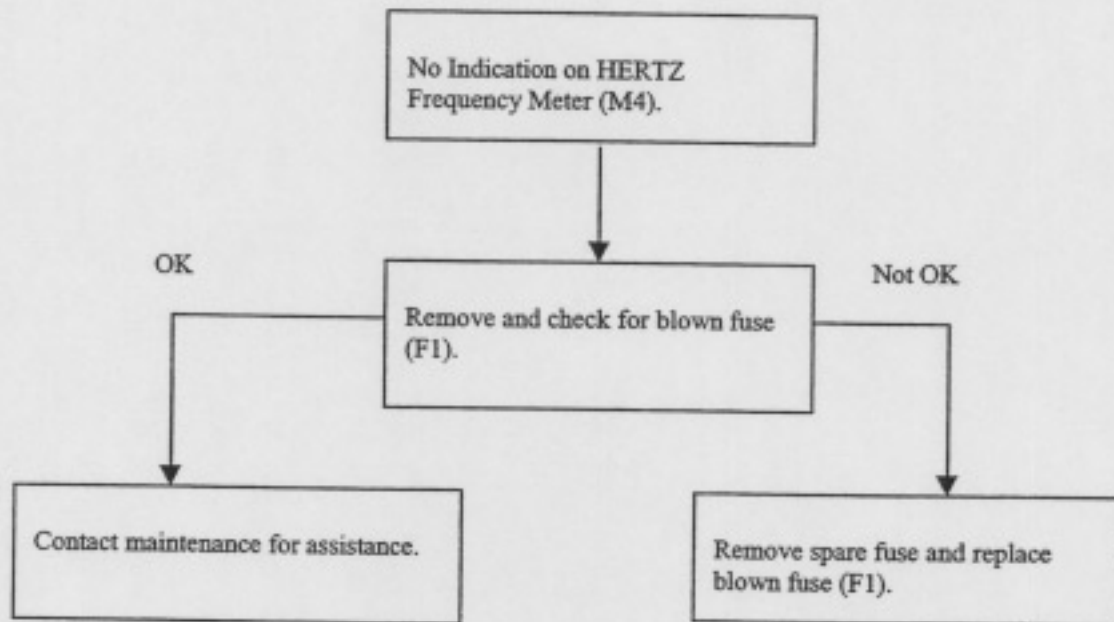 No Indication on HERTZ
Frequency Meter (M4).
OK
Not OK
Remove and check for blown fuse
(F1).
Contact maintenance for assistance.
Remove spare fuse and replace
blown fuse (F1).